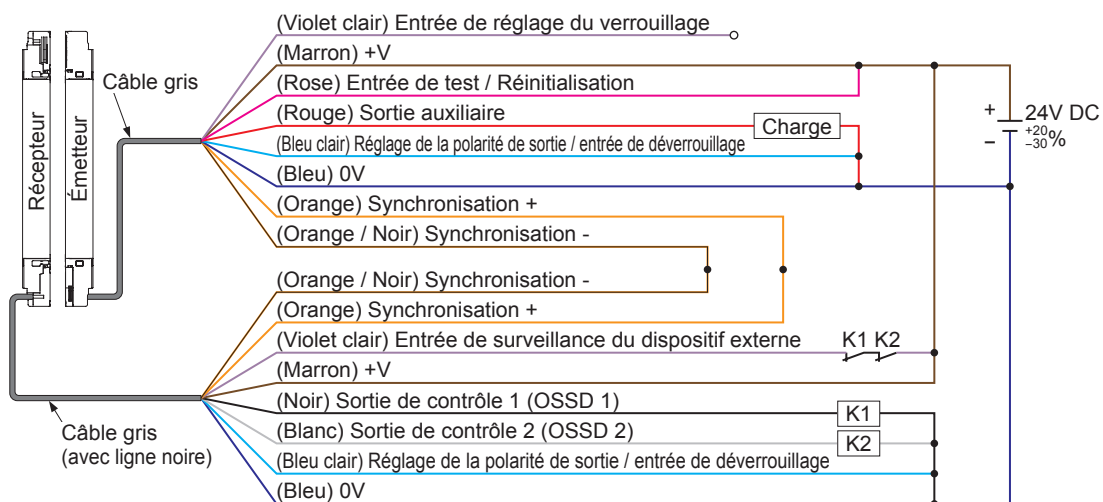 (Violet clair) Entrée de réglage du verrouillage
(Marron) +V
Câble gris
(Rose) Entrée de test / Réinitialisation
(Rouge) Sortie auxiliaire
Charge
+
24V DC
+20
–30%
–
(Bleu clair) Réglage de la polarité de sortie / entrée de déverrouillage
Récepteur
Émetteur
(Bleu) 0V
(Orange) Synchronisation +
(Orange / Noir) Synchronisation -
(Orange / Noir) Synchronisation -
(Orange) Synchronisation +
(Violet clair) Entrée de surveillance du dispositif externe
K1 K2
(Marron) +V
(Noir) Sortie de contrôle 1 (OSSD 1)
K1
Câble gris
(avec ligne noire)
(Blanc) Sortie de contrôle 2 (OSSD 2)
K2
(Bleu clair) Réglage de la polarité de sortie / entrée de déverrouillage
(Bleu) 0V